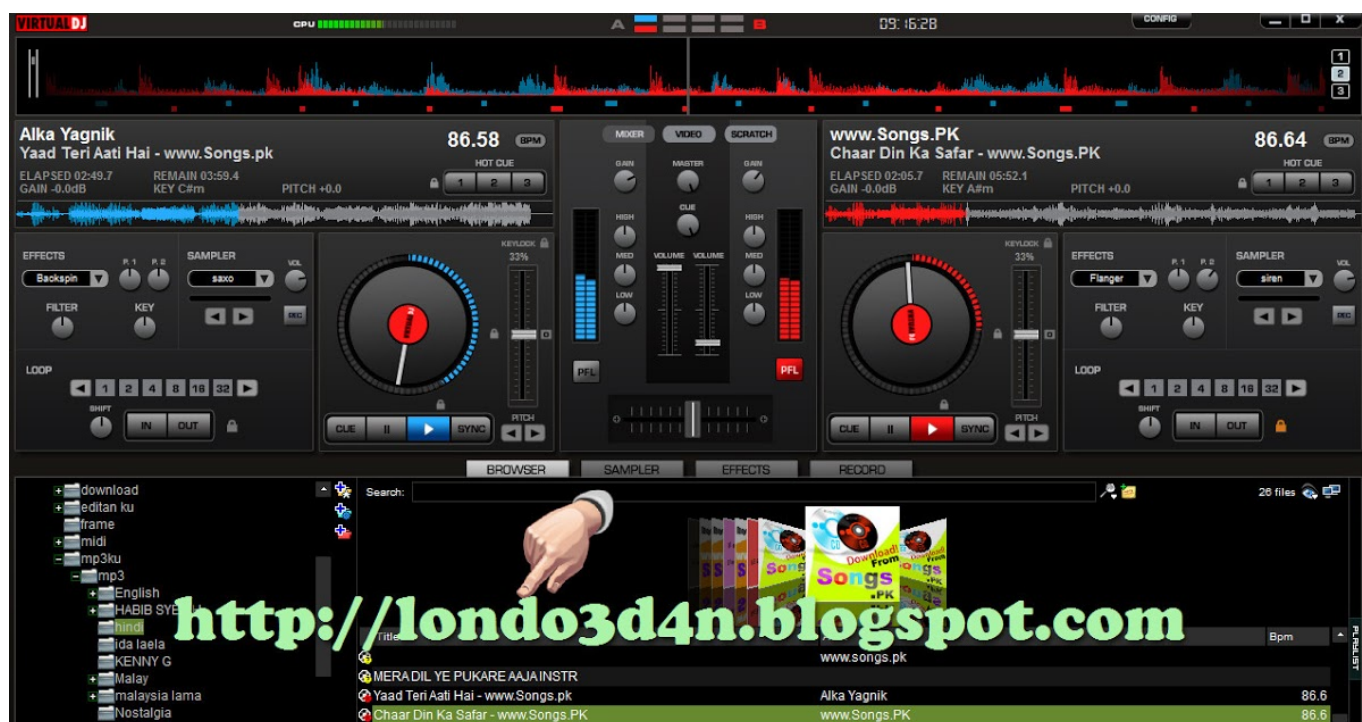 VIRTUAL DJ CPU A B 09:16:28 CONFIG
1
2
3
Alka Yagnik 86.58 BPM
Yaad Teri Aati Hai - www.Songs.pk
ELAPSED 02:49.7 REMAIN 03:59.4 HOT CUE
GAIN -0.0dB KEY C#m PITCH +0.0 1 2 3
MIXER VIDEO SCRATCH
GAIN MASTER GAIN
CUE
HIGH HIGH
MED VOLUME VOLUME MED
LOW LOW
PFL PFL
www.Songs.PK 86.64 BPM
Chaar Din Ka Safar - www.Songs.PK
ELAPSED 02:05.7 REMAIN 05:52.1 HOT CUE
GAIN -0.0dB KEY A#m PITCH +0.0 1 2 3
EFFECTS P. 1 P. 2 SAMPLER VOL
Backspin saxo
FILTER KEY REC
LOOP
1 2 4 8 16 32
SHIFT IN OUT
KEYLOCK
33%
CUE II SYNC PITCH
KEYLOCK
33%
CUE II SYNC PITCH
EFFECTS P. 1 P. 2 SAMPLER VOL
Flanger siren
FILTER KEY REC
LOOP
1 2 4 8 16 32
SHIFT IN OUT
BROWSER SAMPLER EFFECTS RECORD
download
editan ku
frame
midi
mp3ku
mp3
English
HABIB
hindi
ida laela
KENNY G
Malay
malaysia lama
Nostalgia
Search: 26 files
CD Download! From
Songs
.PK
http://londo3d4n.blogspot.com
Title Bpm
www.songs.pk
MERA DIL YE PUKARE AAJA INSTR
Yaad Teri Aati Hai - www.Songs.pk Alka Yagnik 86.6
Chaar Din Ka Safar - www.Songs.PK www.Songs.PK 86.6
PLAYLIST